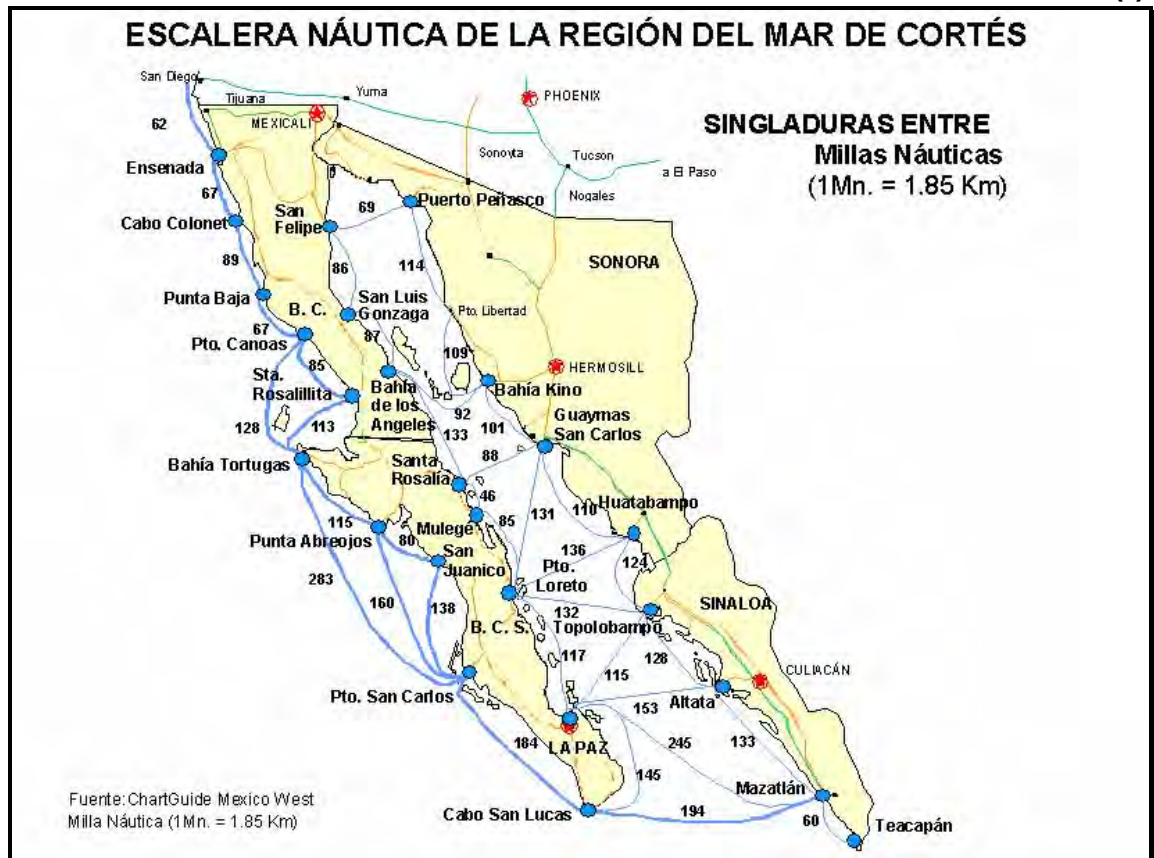 ESCALERA NÁUTICA DE LA REGIÓN DEL MAR DE CORTÉS
San Diego
Tijuana
Yuma
PHOENIX
MEXICALI
SINGLADURAS ENTRE
Millas Náuticas
(1Mn. = 1.85 Km)
62
Sonoyta
Tucson
a El Paso
Ensenada
Nogales
67
San
Felipe
69
Puerto Peñasco
Cabo Colonet
89
86
114
SONORA
Punta Baja
B. C.
San Luis
Gonzaga
Pto. Libertad
67
Pto. Canoas
87
85
109
HERMOSILL
Sta.
Rosalillita
Bahía
de los
Angeles
Bahía Kino
92
101
Guaymas
San Carlos
128
113
133
88
Bahía Tortugas
Santa
Rosalía
46
Huatabampo
115
Mulegé
85
131
110
Punta Abreojos
80
San
Juanico
136
124
283
Pto.
Loreto
160
138
132
SINALOA
B. C. S.
Topolobampo
117
128
115
CULIACÁN
Pto. San Carlos
Altata
153
184
LA PAZ
245
133
145
Mazatlán
Fuente:ChartGuide Mexico West
Milla Náutica (1Mn. = 1.85 Km)
Cabo San Lucas
194
60
Teacapán